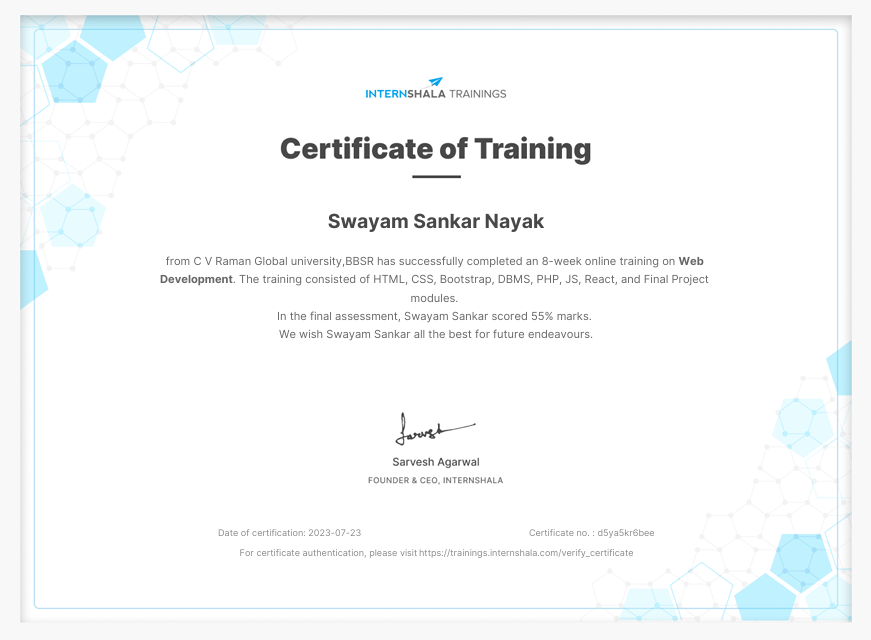 INTERNSHALA TRAININGS
Certificate of Training
Swayam Sankar Nayak
from C V Raman Global university,BBSR has successfully completed an 8-week online training on Web
Development. The training consisted of HTML, CSS, Bootstrap, DBMS, PHP, JS, React, and Final Project
modules.
In the final assessment, Swayam Sankar scored 55% marks.
We wish Swayam Sankar all the best for future endeavours.
Sarvesh
Sarvesh Agarwal
FOUNDER & CEO, INTERNSHALA
Date of certification: 2023-07-23 Certificate no. : d5ya5kr6bee
For certificate authentication, please visit https://trainings.internshala.com/verify_certificate